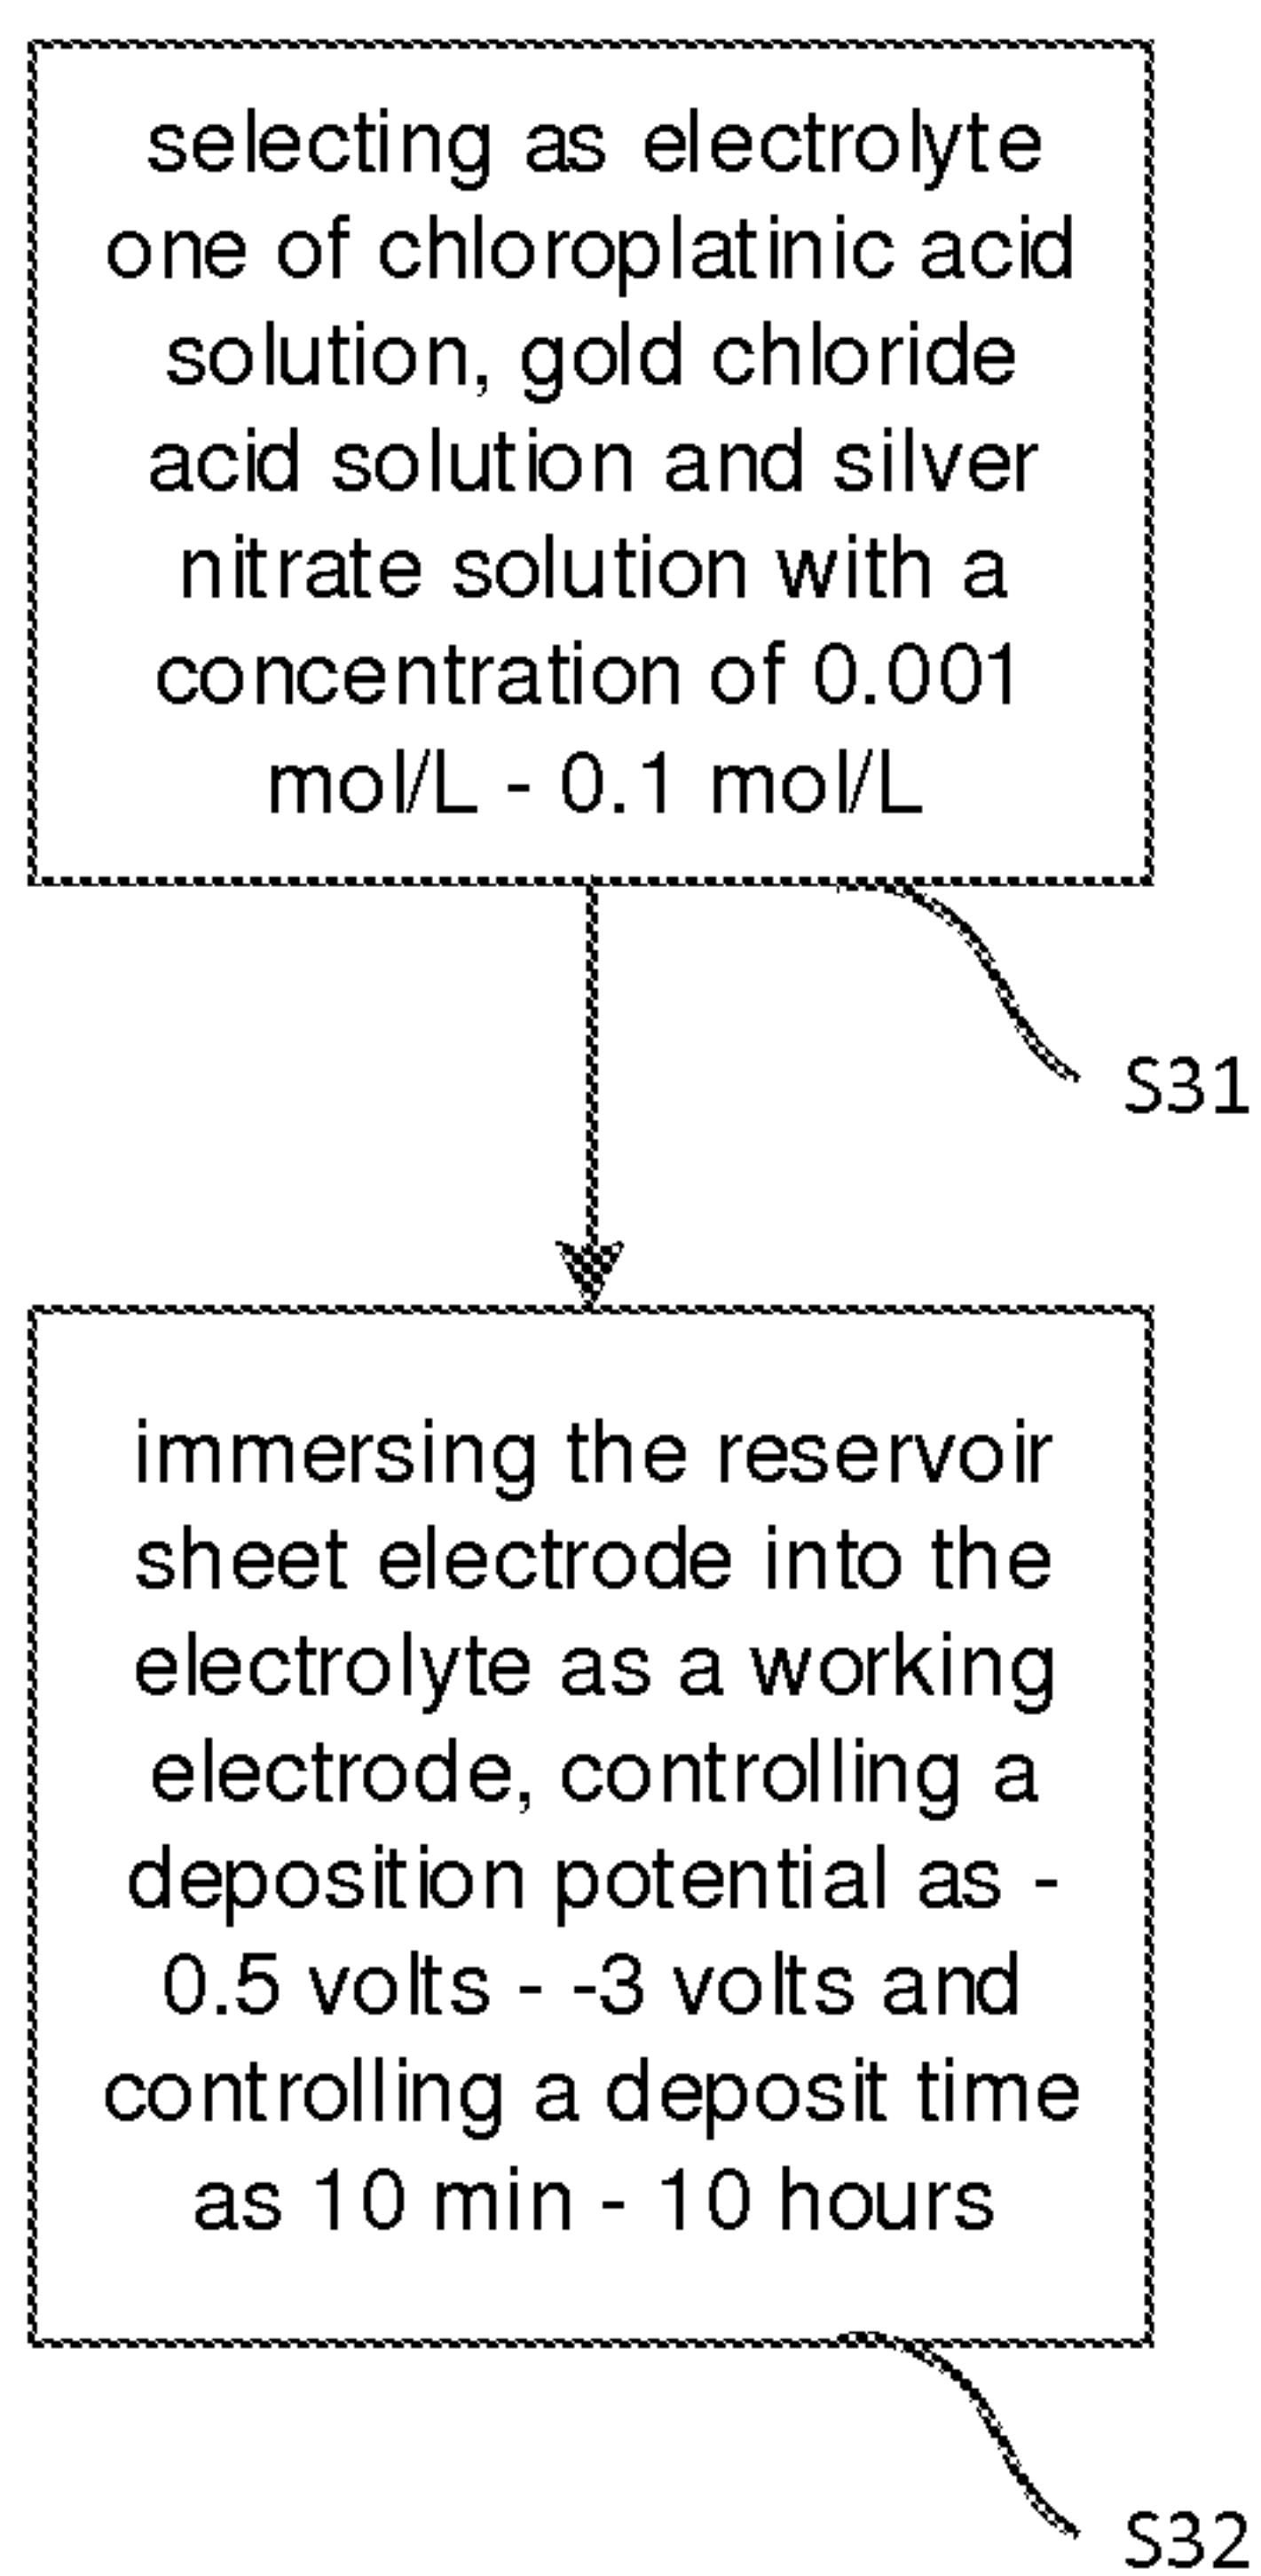 selecting as electrolyte
one of chloroplatinic acid
solution, gold chloride
acid solution and silver
nitrate solution with a
concentration of 0.001
mol/L - 0.1 mol/L
S31
immersing the reservoir
sheet electrode into the
electrolyte as a working
electrode, controlling a
deposition potential as -
0.5 volts - -3 volts and
controlling a deposit time
as 10 min - 10 hours
S32